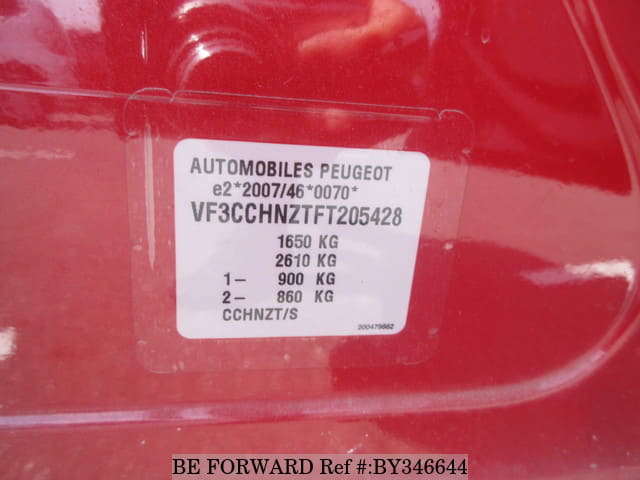 AUTOMOBILES PEUGEOT
e2*2007/46*0070*
VF3CCHNZTFT205428
1650 KG
2610 KG
1- 900 KG
2- 860 KG
CCHNZT/S
200479862
BE FORWARD Ref #:BY346644